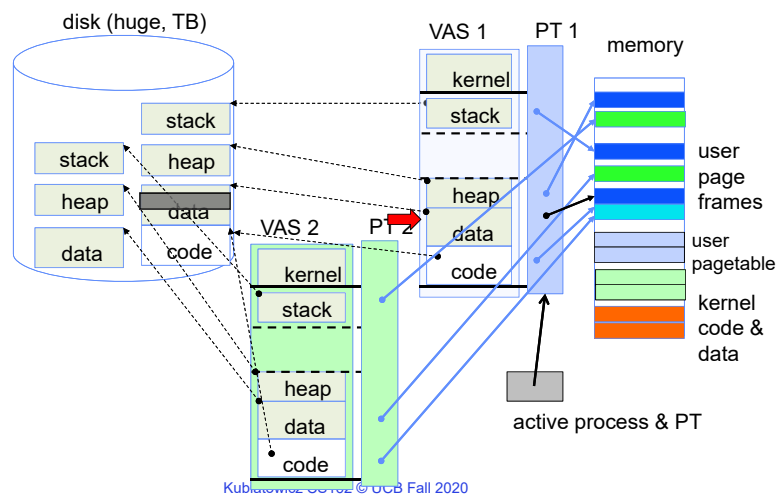 disk (huge, TB)
VAS 1
PT 1
memory
kernel
stack
stack
user
page
frames
stack
heap
heap
heap
data
VAS 2
PT 2
data
data
code
code
user
pagetable
kernel
stack
kernel
code &
data
heap
data
active process & PT
code
Kubiatowicz CS162 © UCB Fall 2020